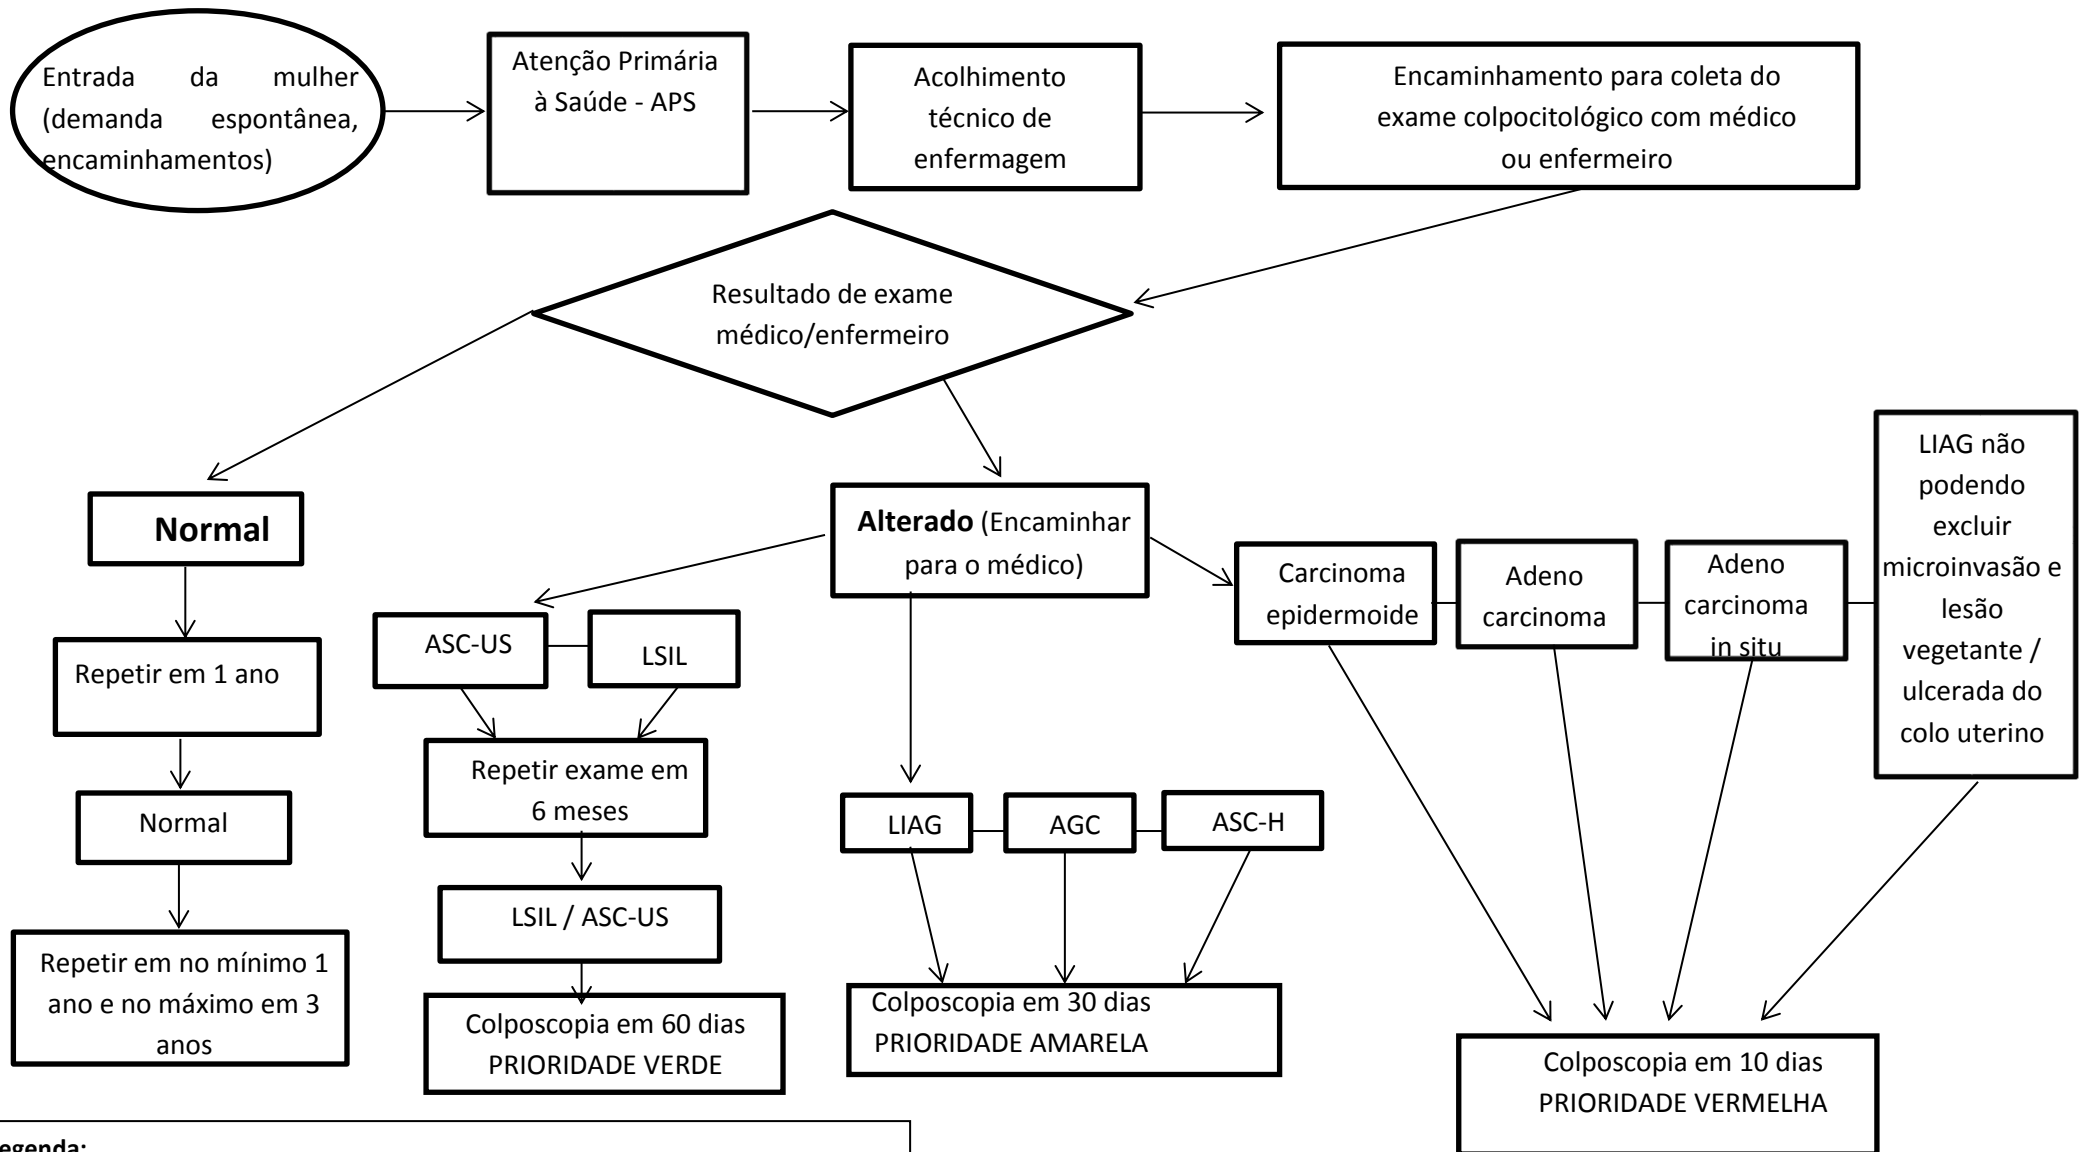 Entrada da mulher
(demanda espontânea,
encaminhamentos)
Atenção Primária
à Saúde - APS
Acolhimento
técnico de
enfermagem
Encaminhamento para coleta do
exame colpocitológico com médico
ou enfermeiro
Resultado de exame
médico/enfermeiro
Normal
Repetir em 1 ano
Normal
Repetir em no mínimo 1
ano e no máximo em 3
anos
Alterado (Encaminhar
para o médico)
ASC-US
LSIL
Repetir exame em
6 meses
LSIL / ASC-US
Colposcopia em 60 dias
PRIORIDADE VERDE
LIAG
AGC
ASC-H
Colposcopia em 30 dias
PRIORIDADE AMARELA
Carcinoma
epidermoide
Adeno
carcinoma
Adeno
carcinoma
in situ
LIAG não
podendo
excluir
microinvasão e
lesão
vegetante /
ulcerada do
colo uterino
Colposcopia em 10 dias
PRIORIDADE VERMELHA
egenda: